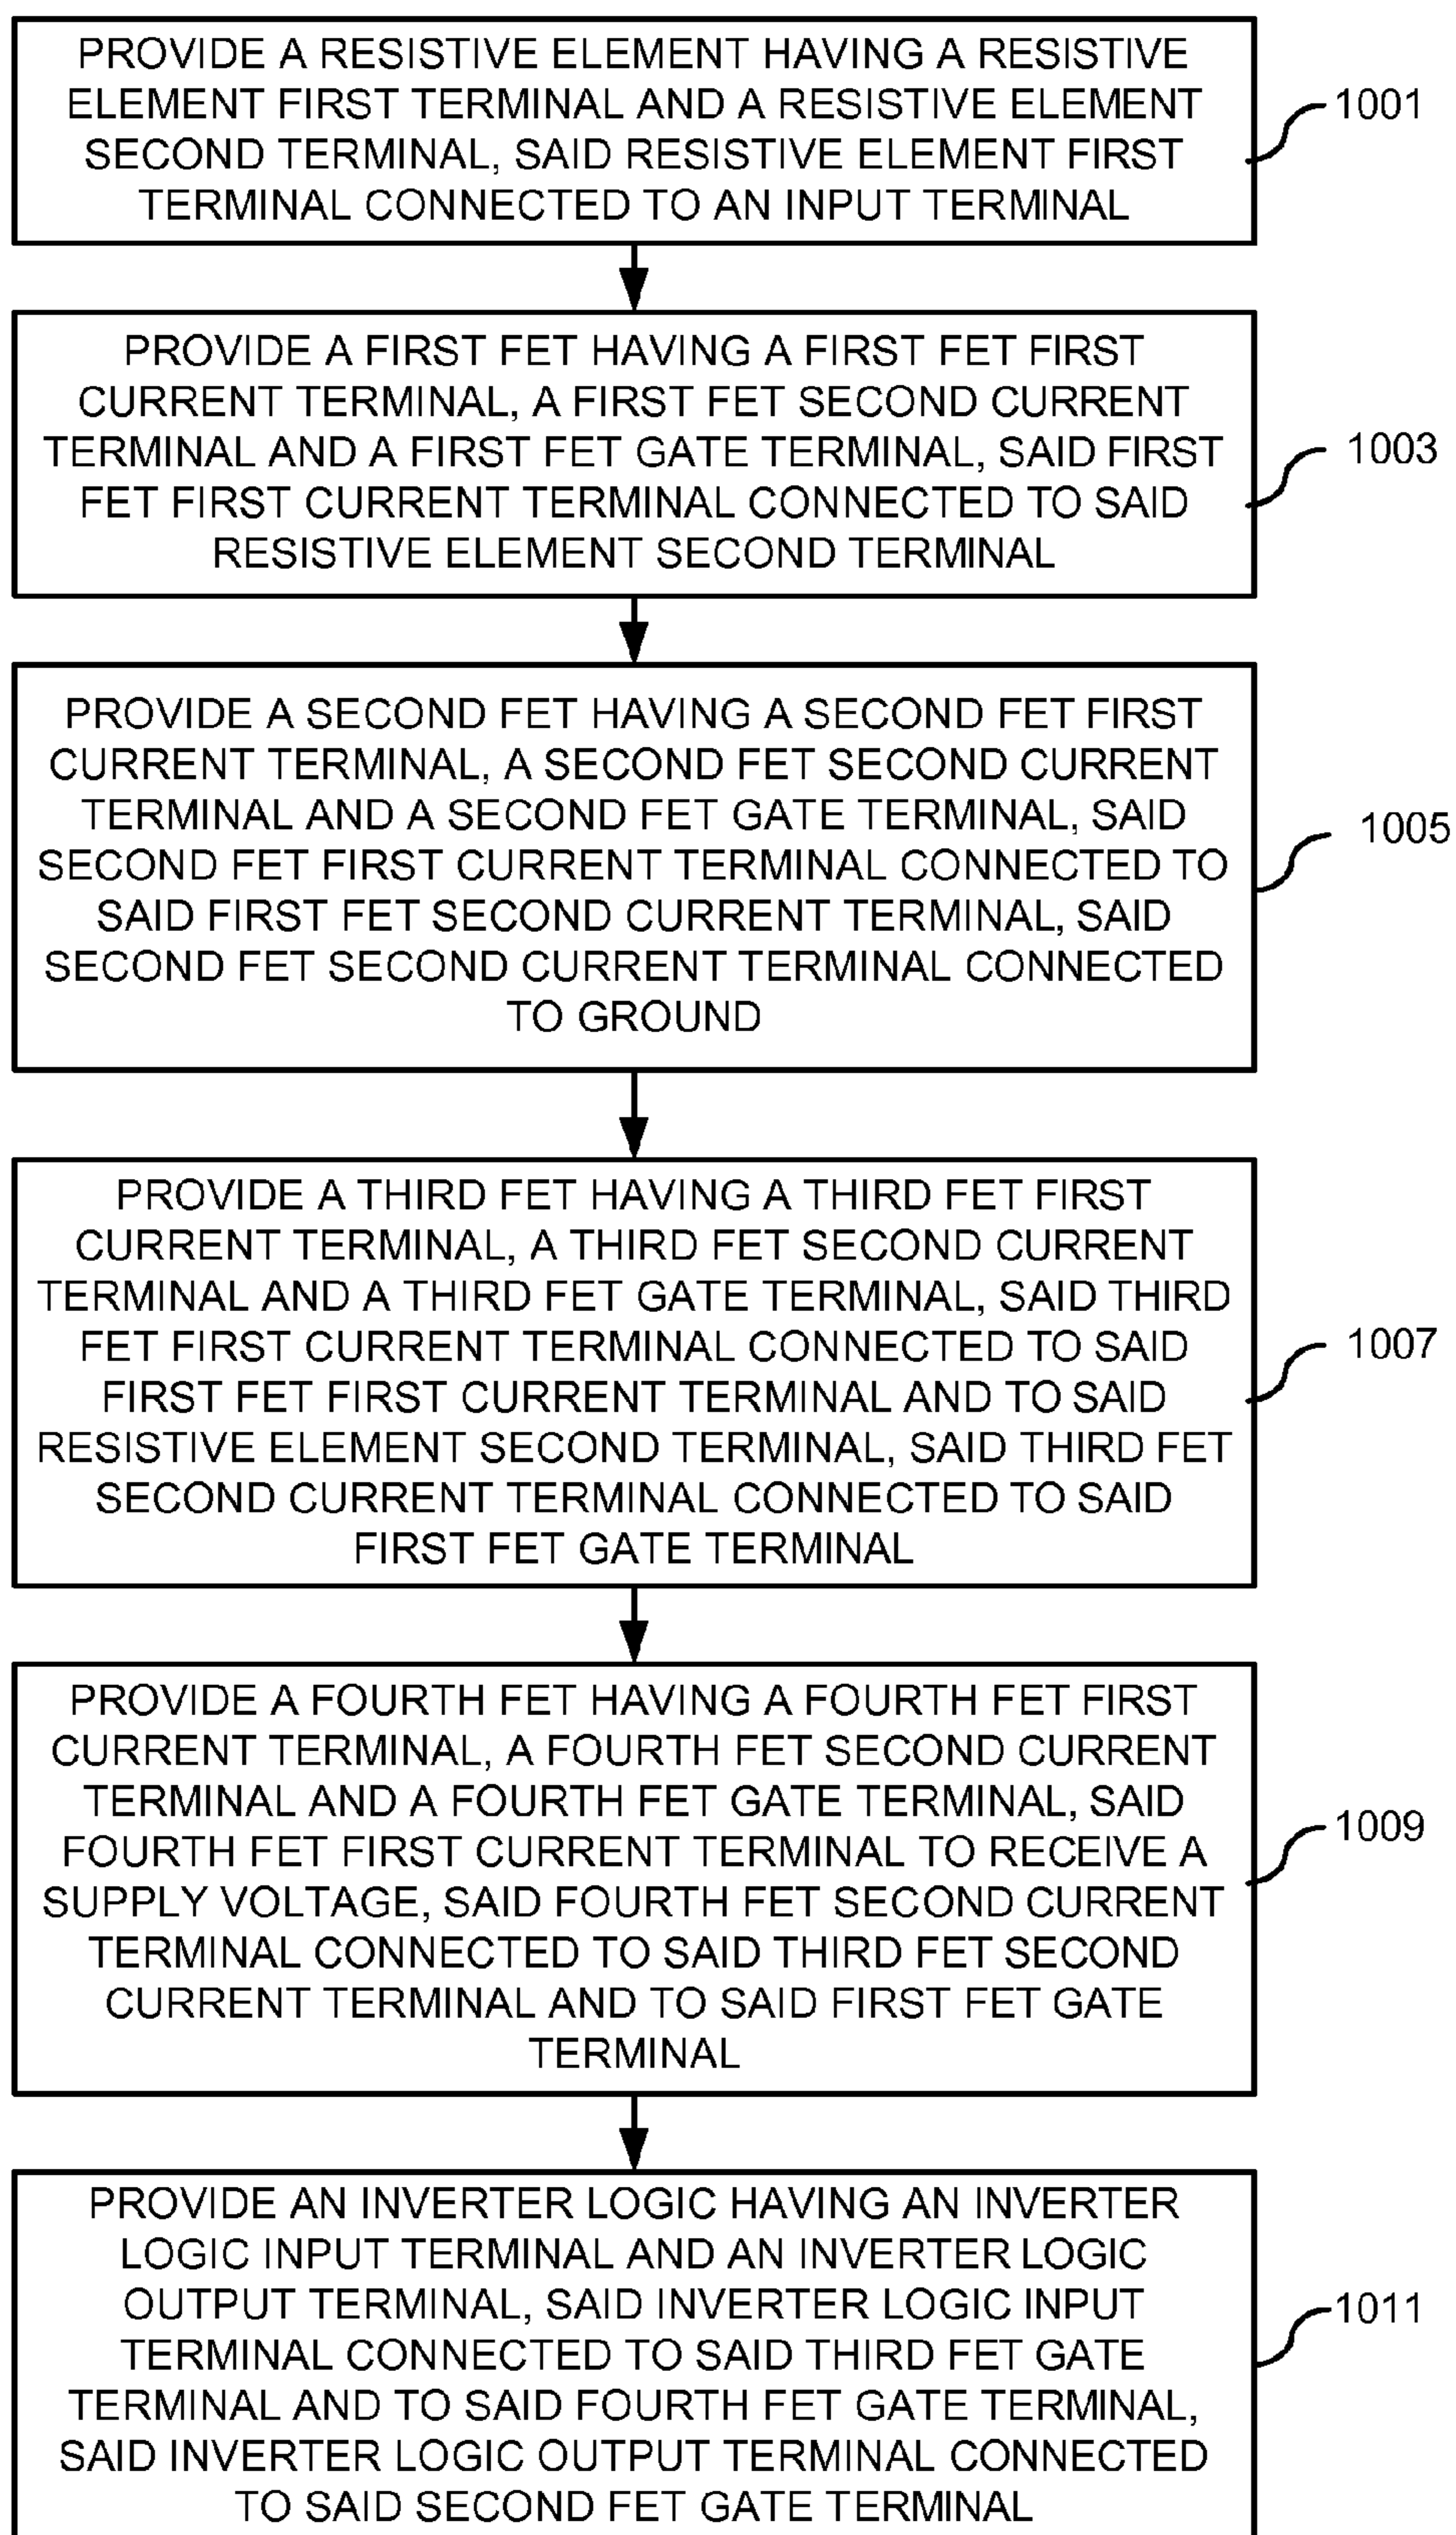 PROVIDE A RESISTIVE ELEMENT HAVING A RESISTIVE
ELEMENT FIRST TERMINAL AND A RESISTIVE ELEMENT
SECOND TERMINAL, SAID RESISTIVE ELEMENT FIRST
TERMINAL CONNECTED TO AN INPUT TERMINAL
1001
PROVIDE A FIRST FET HAVING A FIRST FET FIRST
CURRENT TERMINAL, A FIRST FET SECOND CURRENT
TERMINAL AND A FIRST FET GATE TERMINAL, SAID FIRST
FET FIRST CURRENT TERMINAL CONNECTED TO SAID
RESISTIVE ELEMENT SECOND TERMINAL
1003
PROVIDE A SECOND FET HAVING A SECOND FET FIRST
CURRENT TERMINAL, A SECOND FET SECOND CURRENT
TERMINAL AND A SECOND FET GATE TERMINAL, SAID
SECOND FET FIRST CURRENT TERMINAL CONNECTED TO
SAID FIRST FET SECOND CURRENT TERMINAL, SAID
SECOND FET SECOND CURRENT TERMINAL CONNECTED
TO GROUND
1005
PROVIDE A THIRD FET HAVING A THIRD FET FIRST
CURRENT TERMINAL, A THIRD FET SECOND CURRENT
TERMINAL AND A THIRD FET GATE TERMINAL, SAID THIRD
FET FIRST CURRENT TERMINAL CONNECTED TO SAID
FIRST FET FIRST CURRENT TERMINAL AND TO SAID
RESISTIVE ELEMENT SECOND TERMINAL, SAID THIRD FET
SECOND CURRENT TERMINAL CONNECTED TO SAID
FIRST FET GATE TERMINAL
1007
PROVIDE A FOURTH FET HAVING A FOURTH FET FIRST
CURRENT TERMINAL, A FOURTH FET SECOND CURRENT
TERMINAL AND A FOURTH FET GATE TERMINAL, SAID
FOURTH FET FIRST CURRENT TERMINAL TO RECEIVE A
SUPPLY VOLTAGE, SAID FOURTH FET SECOND CURRENT
TERMINAL CONNECTED TO SAID THIRD FET SECOND
CURRENT TERMINAL AND TO SAID FIRST FET GATE
TERMINAL
1009
PROVIDE AN INVERTER LOGIC HAVING AN INVERTER
LOGIC INPUT TERMINAL AND AN INVERTER LOGIC
OUTPUT TERMINAL, SAID INVERTER LOGIC INPUT
TERMINAL CONNECTED TO SAID THIRD FET GATE
TERMINAL AND TO SAID FOURTH FET GATE TERMINAL,
SAID INVERTER LOGIC OUTPUT TERMINAL CONNECTED
TO SAID SECOND FET GATE TERMINAL
1011